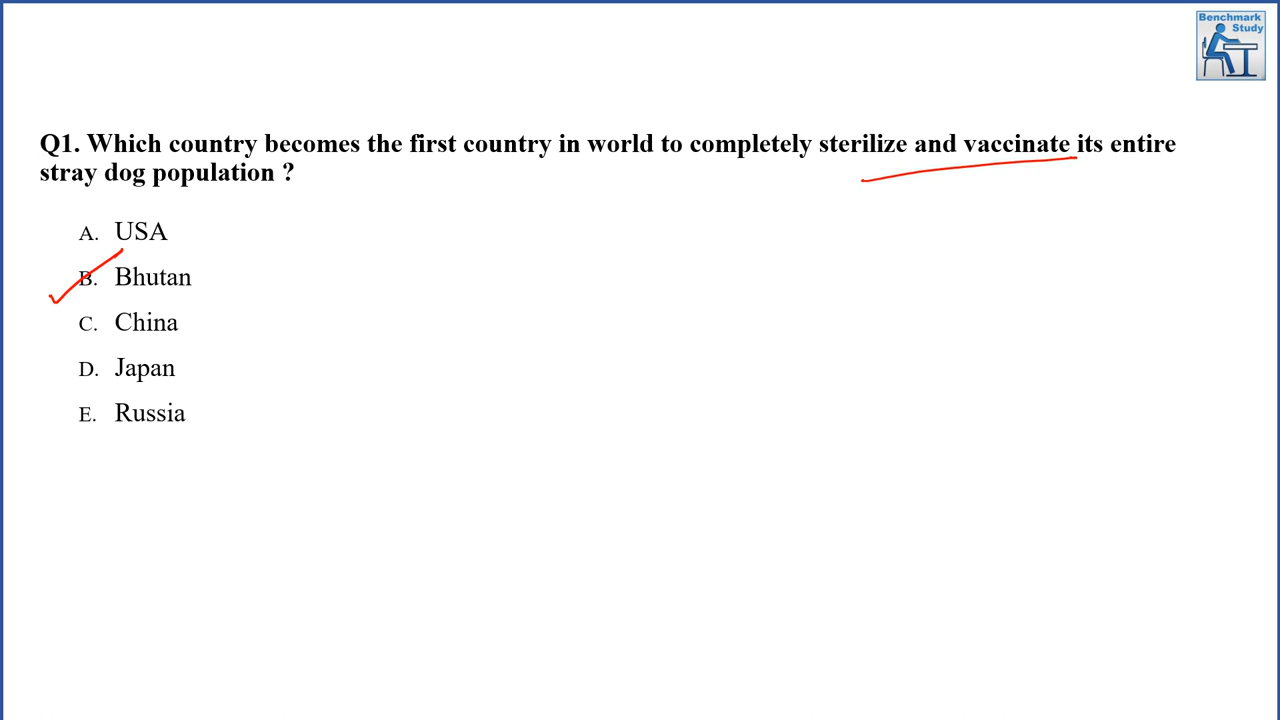 Benchmark
Study
Q1. Which country becomes the first country in world to completely sterilize and vaccinate its entire
stray dog population ?
A. USA
B. Bhutan
C. China
D. Japan
E. Russia